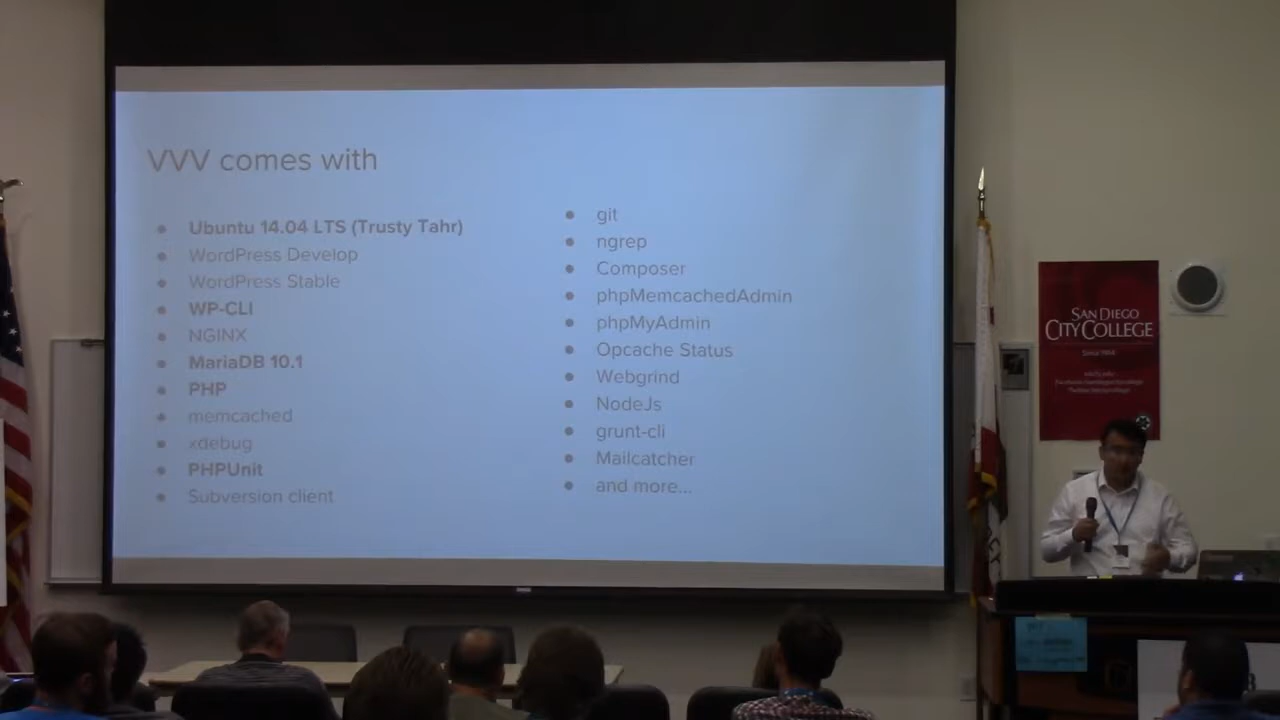 VVV comes with
Ubuntu 14.04 LTS (Trusty Tahr)
WordPress Develop
WordPress Stable
WP-CLI
NGINX
MariaDB 10.1
PHP
memcached
xdebug
PHPUnit
Subversion client
git
ngrep
Composer
phpMemcachedAdmin
phpMyAdmin
Opcache Status
Webgrind
NodeJs
grunt-cli
Mailcatcher
and more...
SAN DIEGO
CITY COLLEGE
Since 1914